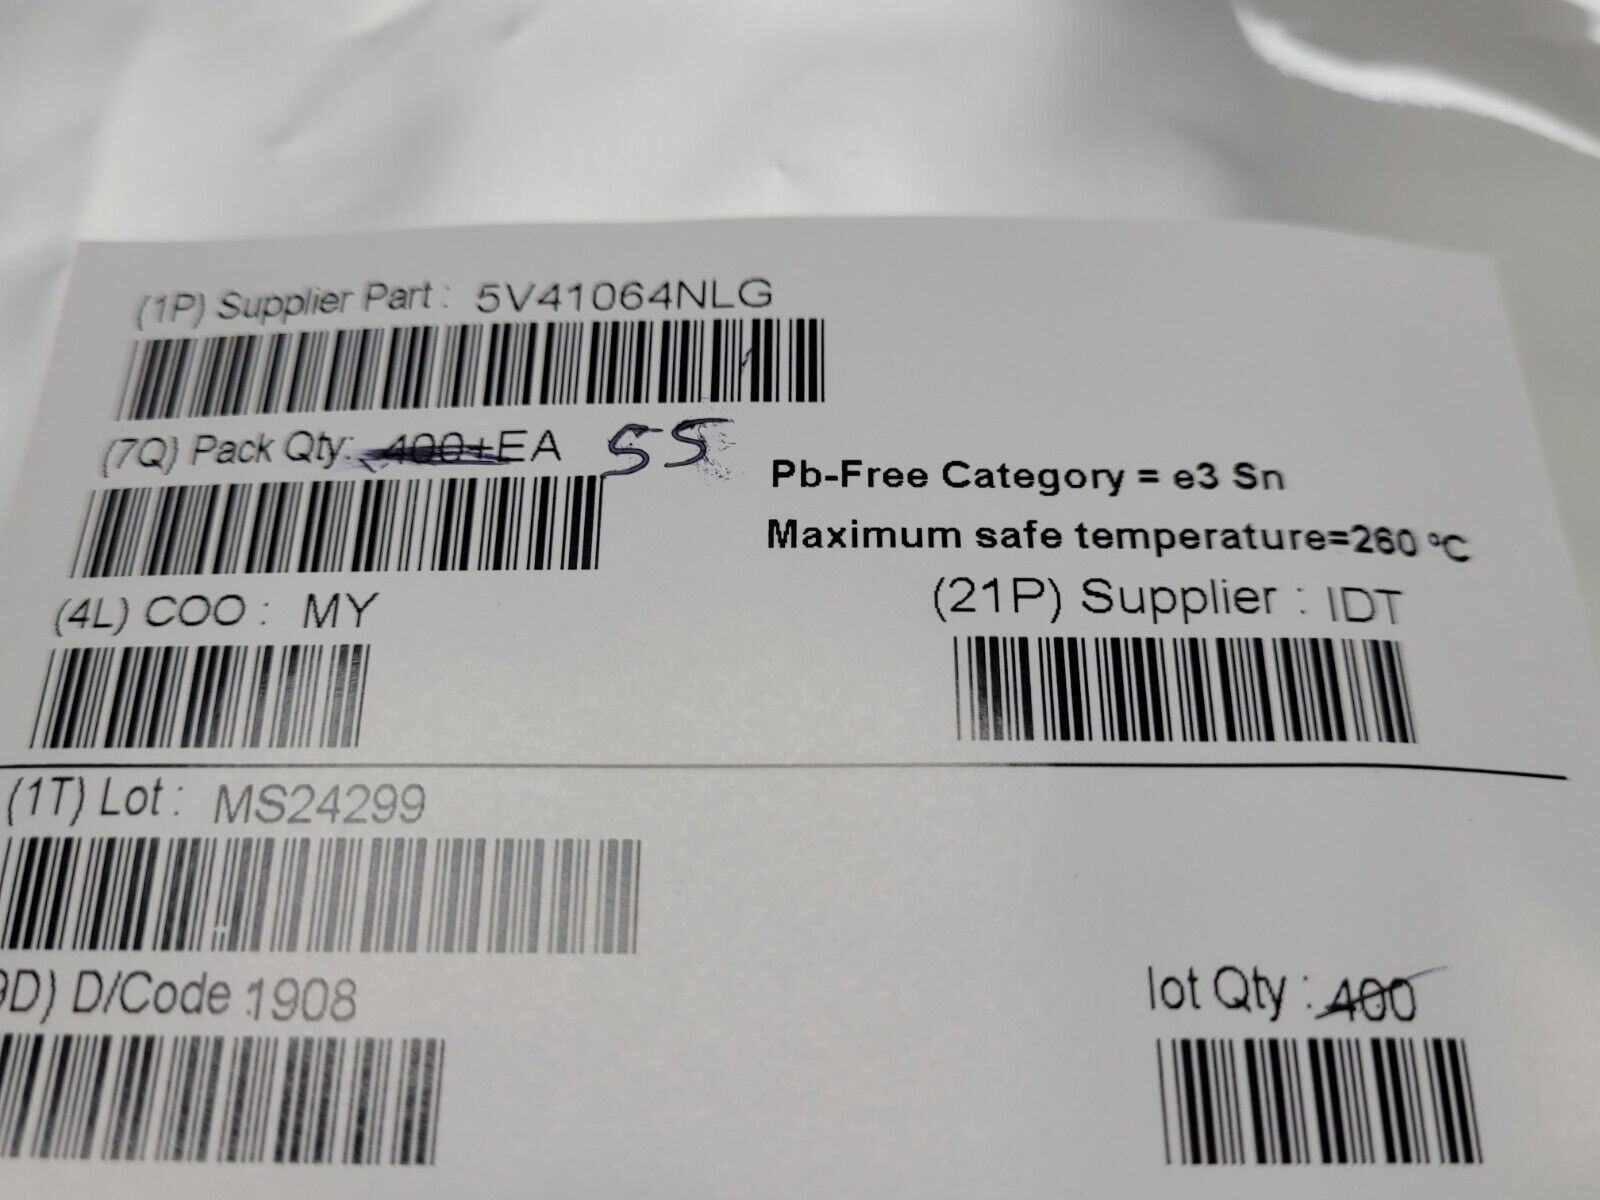 (1P) Supplier Part : 5V41064NLG
(7Q) Pack Qty: 400+EA 55
Pb-Free Category = e3 Sn
Maximum safe temperature=260 °C
(4L) COO : MY
(21P) Supplier : IDT
(1T) Lot : MS24299
9D) D/Code :1908
lot Qty : 400